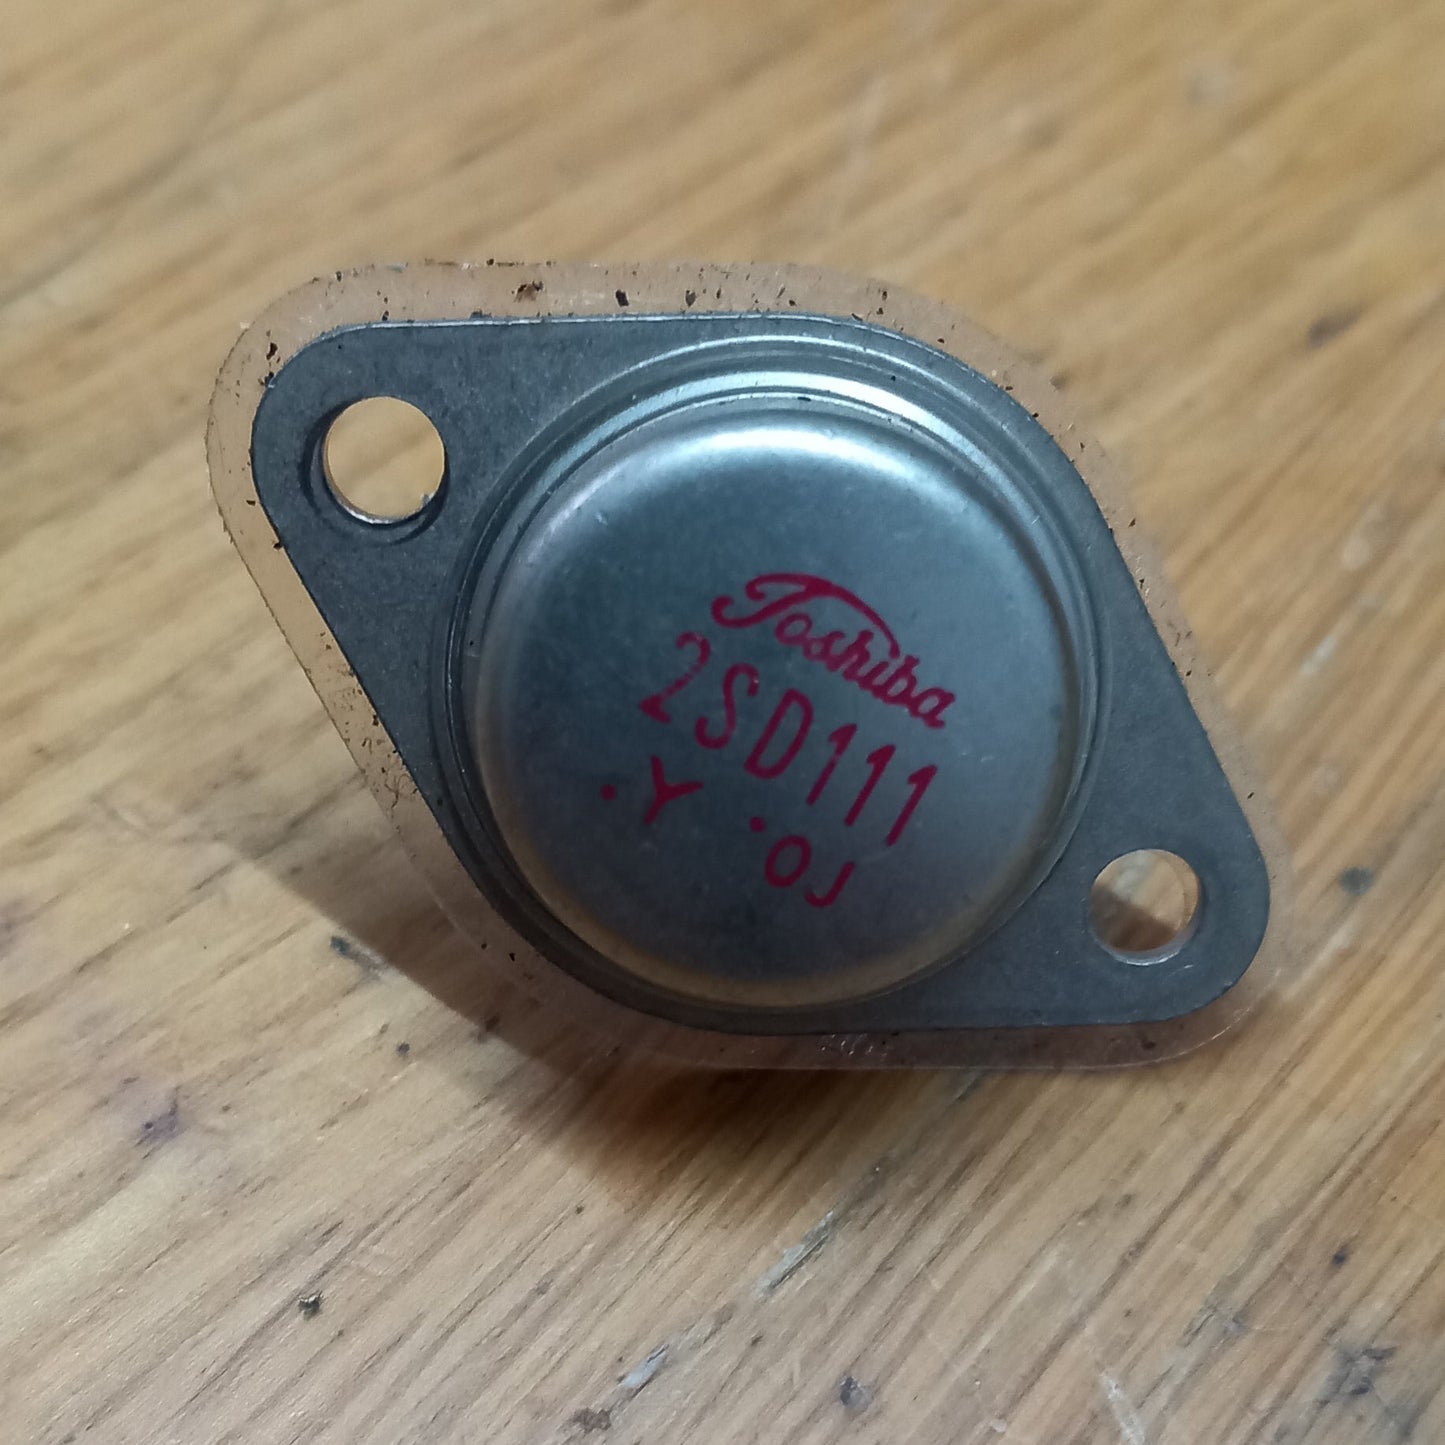 Toshiba
2SD111
.Y .OJ